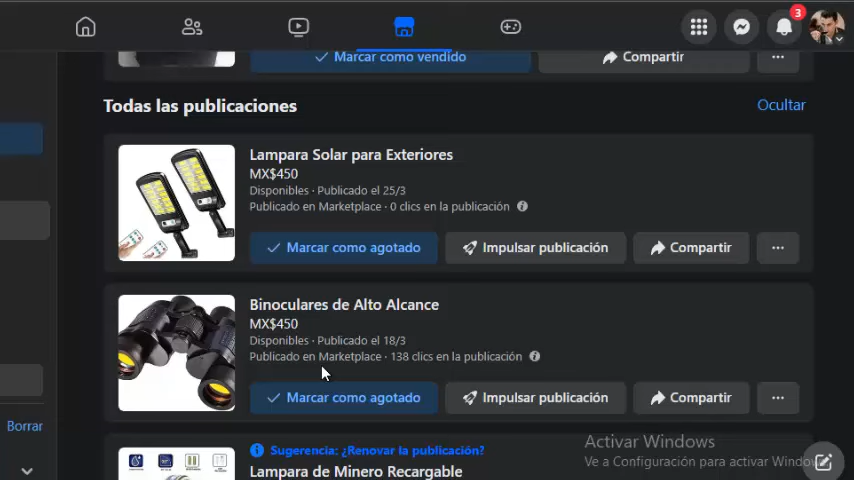 3
Marcar como vendido
Compartir
...
Todas las publicaciones
Ocultar
Lampara Solar para Exteriores
MX$450
Disponibles · Publicado el 25/3
Publicado en Marketplace · 0 clics en la publicación
Marcar como agotado
Impulsar publicación
Compartir
...
Binoculares de Alto Alcance
MX$450
Disponibles · Publicado el 18/3
Publicado en Marketplace · 138 clics en la publicación
Marcar como agotado
Impulsar publicación
Compartir
...
Borrar
Sugerencia: ¿Renovar la publicación?
Lampara de Minero Recargable
Activar Windows
Ve a Configuración para activar Windows